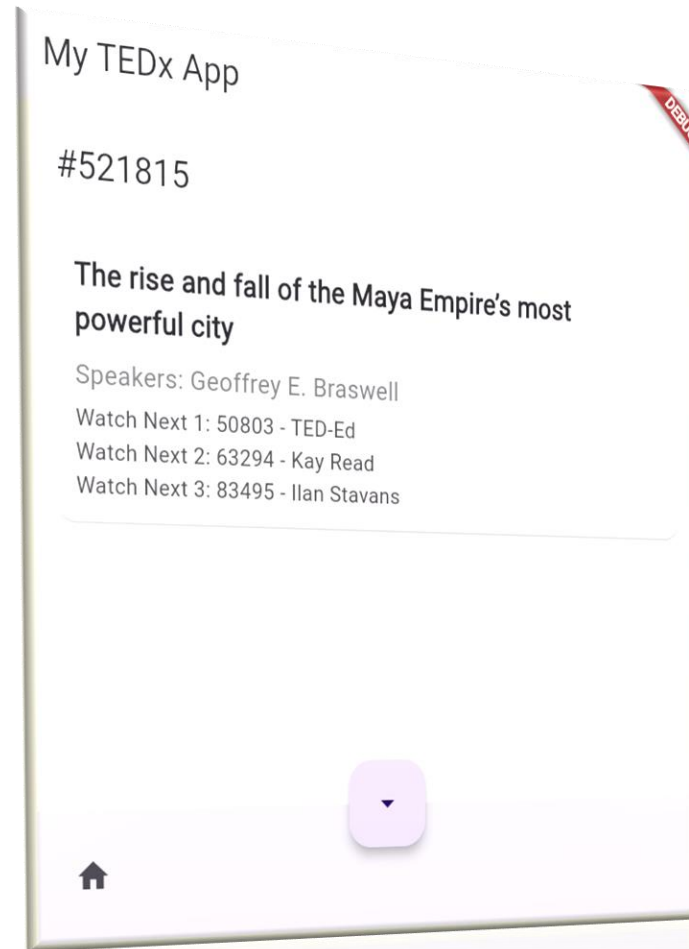 My TEDx App
#521815
The rise and fall of the Maya Empire's most
powerful city
Speakers: Geoffrey E. Braswell
Watch Next 1: 50803 - TED-Ed
Watch Next 2: 63294 - Kay Read
Watch Next 3: 83495 - Ilan Stavans